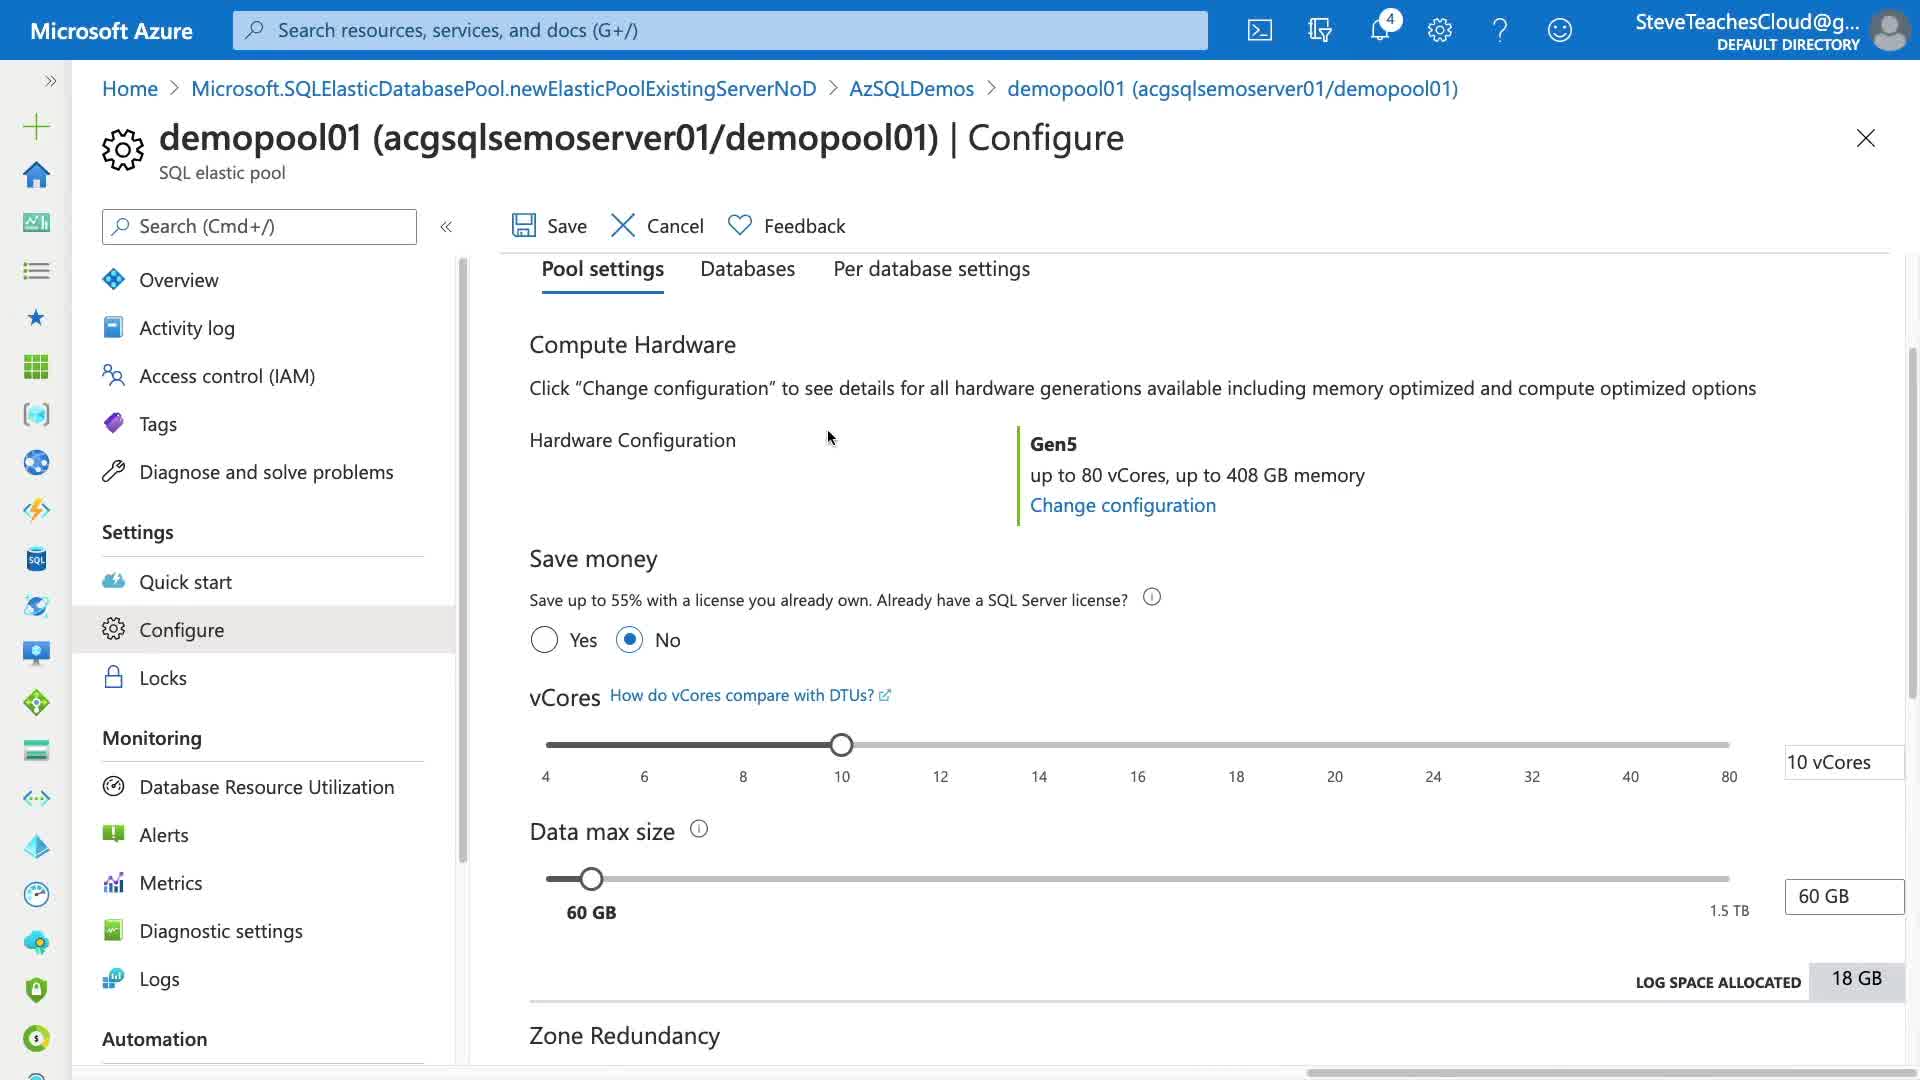 Microsoft Azure
Search resources, services, and docs (G+/)
4
SteveTeachesCloud@g...
DEFAULT DIRECTORY
Home > Microsoft.SQLElasticDatabasePool.newElasticPoolExistingServerNoD > AzSQLDemos > demopool01 (acgsqlsemoserver01/demopool01)
demopool01 (acgsqlsemoserver01/demopool01) | Configure
SQL elastic pool
Search (Cmd+/)
Overview
Activity log
Access control (IAM)
Tags
Diagnose and solve problems
Settings
Quick start
Configure
Locks
Monitoring
Database Resource Utilization
Alerts
Metrics
Diagnostic settings
Logs
Automation
SQL
Save
Cancel
Feedback
Pool settings
Databases
Per database settings
Compute Hardware
Click “Change configuration” to see details for all hardware generations available including memory optimized and compute optimized options
Hardware Configuration
Gen5
up to 80 vCores, up to 408 GB memory
Change configuration
Save money
Save up to 55% with a license you already own. Already have a SQL Server license?
Yes
No
vCores How do vCores compare with DTUs?
4 6 8 10 12 14 16 18 20 24 32 40 80
10 vCores
Data max size
60 GB
1.5 TB
60 GB
LOG SPACE ALLOCATED 18 GB
Zone Redundancy